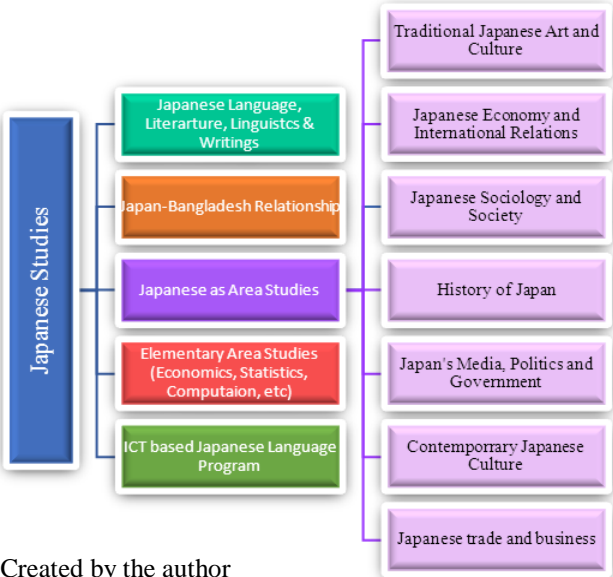 Japanese Studies
Japanese Language,
Literarture, Linguistcs &
Writings
Japan-Bangladesh Relationship
Japanese as Area Studies
Elementary Area Studies
(Economics, Statistics,
Computaion, etc)
ICT based Japanese Language
Program
Traditional Japanese Art and
Culture
Japanese Economy and
International Relations
Japanese Sociology and
Society
History of Japan
Japan's Media, Politics and
Government
Contemporrary Japanese
Culture
Japanese trade and business
Created by the author